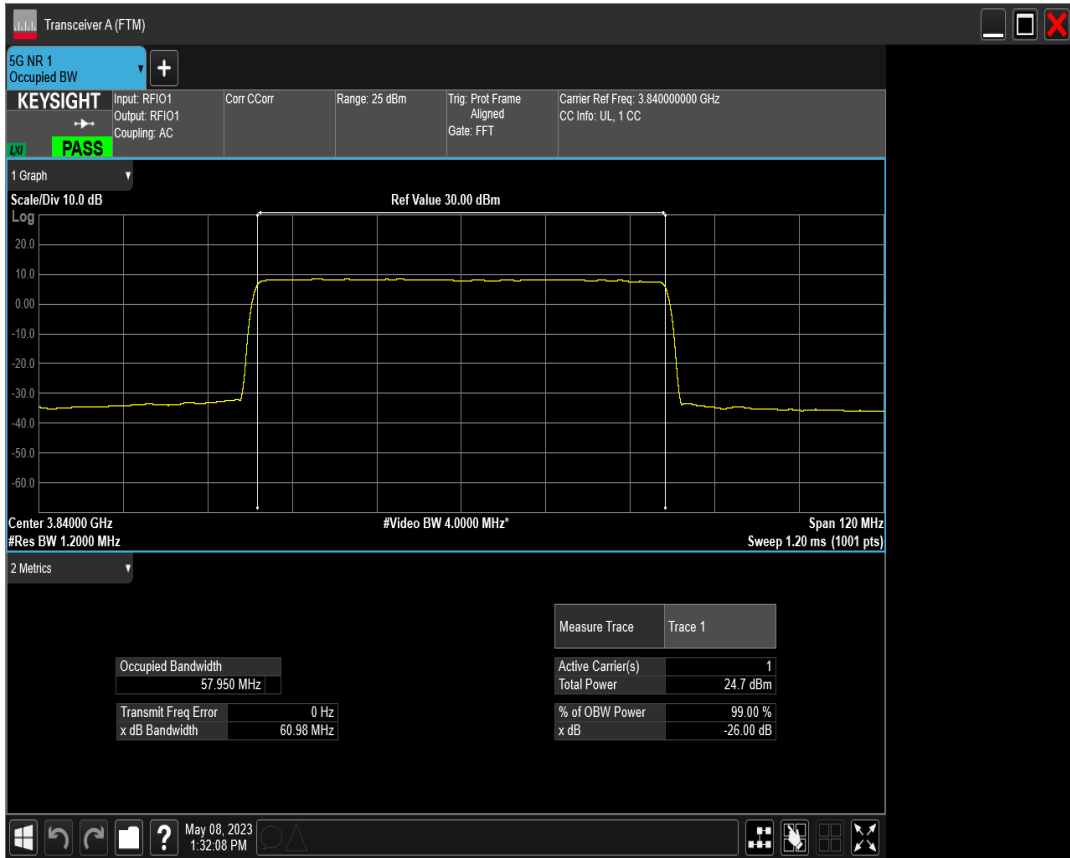 Transceiver A (FTM)
5G NR 1
Occupied BW
+
KEYSIGHT
LXI
PASS
Input: RFIO1
Output: RFIO1
Coupling: AC
Corr CCorr
Range: 25 dBm
Trig: Prot Frame
Aligned
Gate: FFT
Carrier Ref Freq: 3.840000000 GHz
CC Info: UL, 1 CC
1 Graph
Scale/Div 10.0 dB
Ref Value 30.00 dBm
Log
20.0
10.0
0.00
-10.0
-20.0
-30.0
-40.0
-50.0
-60.0
Center 3.84000 GHz
#Video BW 4.0000 MHz*
Span 120 MHz
#Res BW 1.2000 MHz
Sweep 1.20 ms (1001 pts)
2 Metrics
Measure Trace Trace 1
Occupied Bandwidth
57.950 MHz
Active Carrier(s) 1
Total Power 24.7 dBm
Transmit Freq Error 0 Hz
x dB Bandwidth 60.98 MHz
% of OBW Power 99.00 %
x dB -26.00 dB
?
May 08, 2023
1:32:08 PM